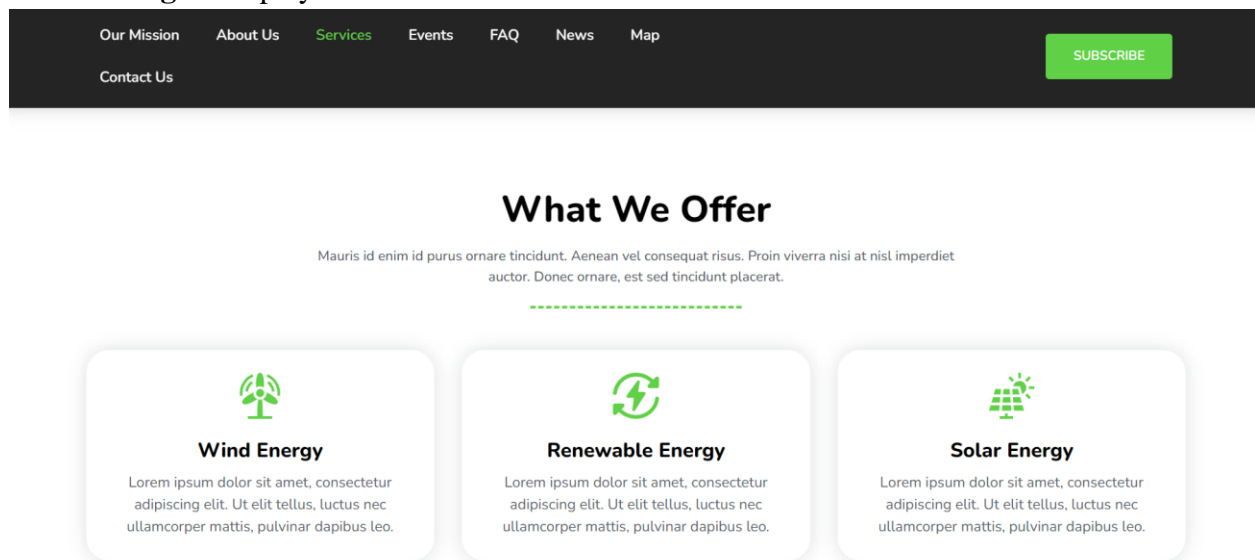 Our Mission About Us Services Events FAQ News Map
Contact Us
SUBSCRIBE
What We Offer
Mauris id enim id purus ornare tincidunt. Aenean vel consequat risus. Proin viverra nisi at nisl imperdiet
auctor. Donec ornare, est sed tincidunt placerat.
Wind Energy
Lorem ipsum dolor sit amet, consectetur
adipiscing elit. Ut elit tellus, luctus nec
ullamcorper mattis, pulvinar dapibus leo.
Renewable Energy
Lorem ipsum dolor sit amet, consectetur
adipiscing elit. Ut elit tellus, luctus nec
ullamcorper mattis, pulvinar dapibus leo.
Solar Energy
Lorem ipsum dolor sit amet, consectetur
adipiscing elit. Ut elit tellus, luctus nec
ullamcorper mattis, pulvinar dapibus leo.